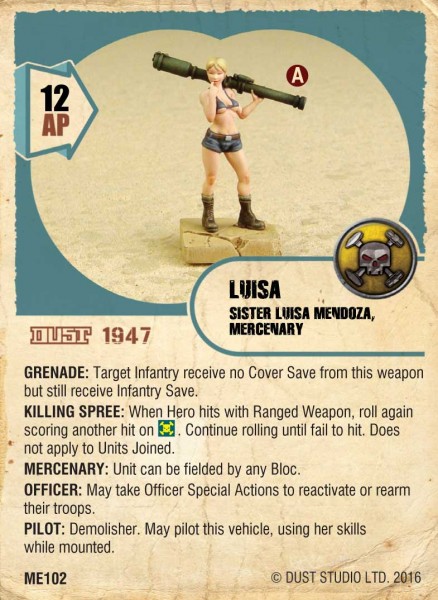 12
AP
A
LUISA
SISTER LUISA MENDOZA,
MERCENARY
DUST 1947
GRENADE: Target Infantry receive no Cover Save from this weapon
but still receive Infantry Save.
KILLING SPREE: When Hero hits with Ranged Weapon, roll again
scoring another hit on . Continue rolling until fail to hit. Does
not apply to Units Joined.
MERCENARY: Unit can be fielded by any Bloc.
OFFICER: May take Officer Special Actions to reactivate or rearm
their troops.
PILOT: Demolisher. May pilot this vehicle, using her skills
while mounted.
ME102
© DUST STUDIO LTD. 2016